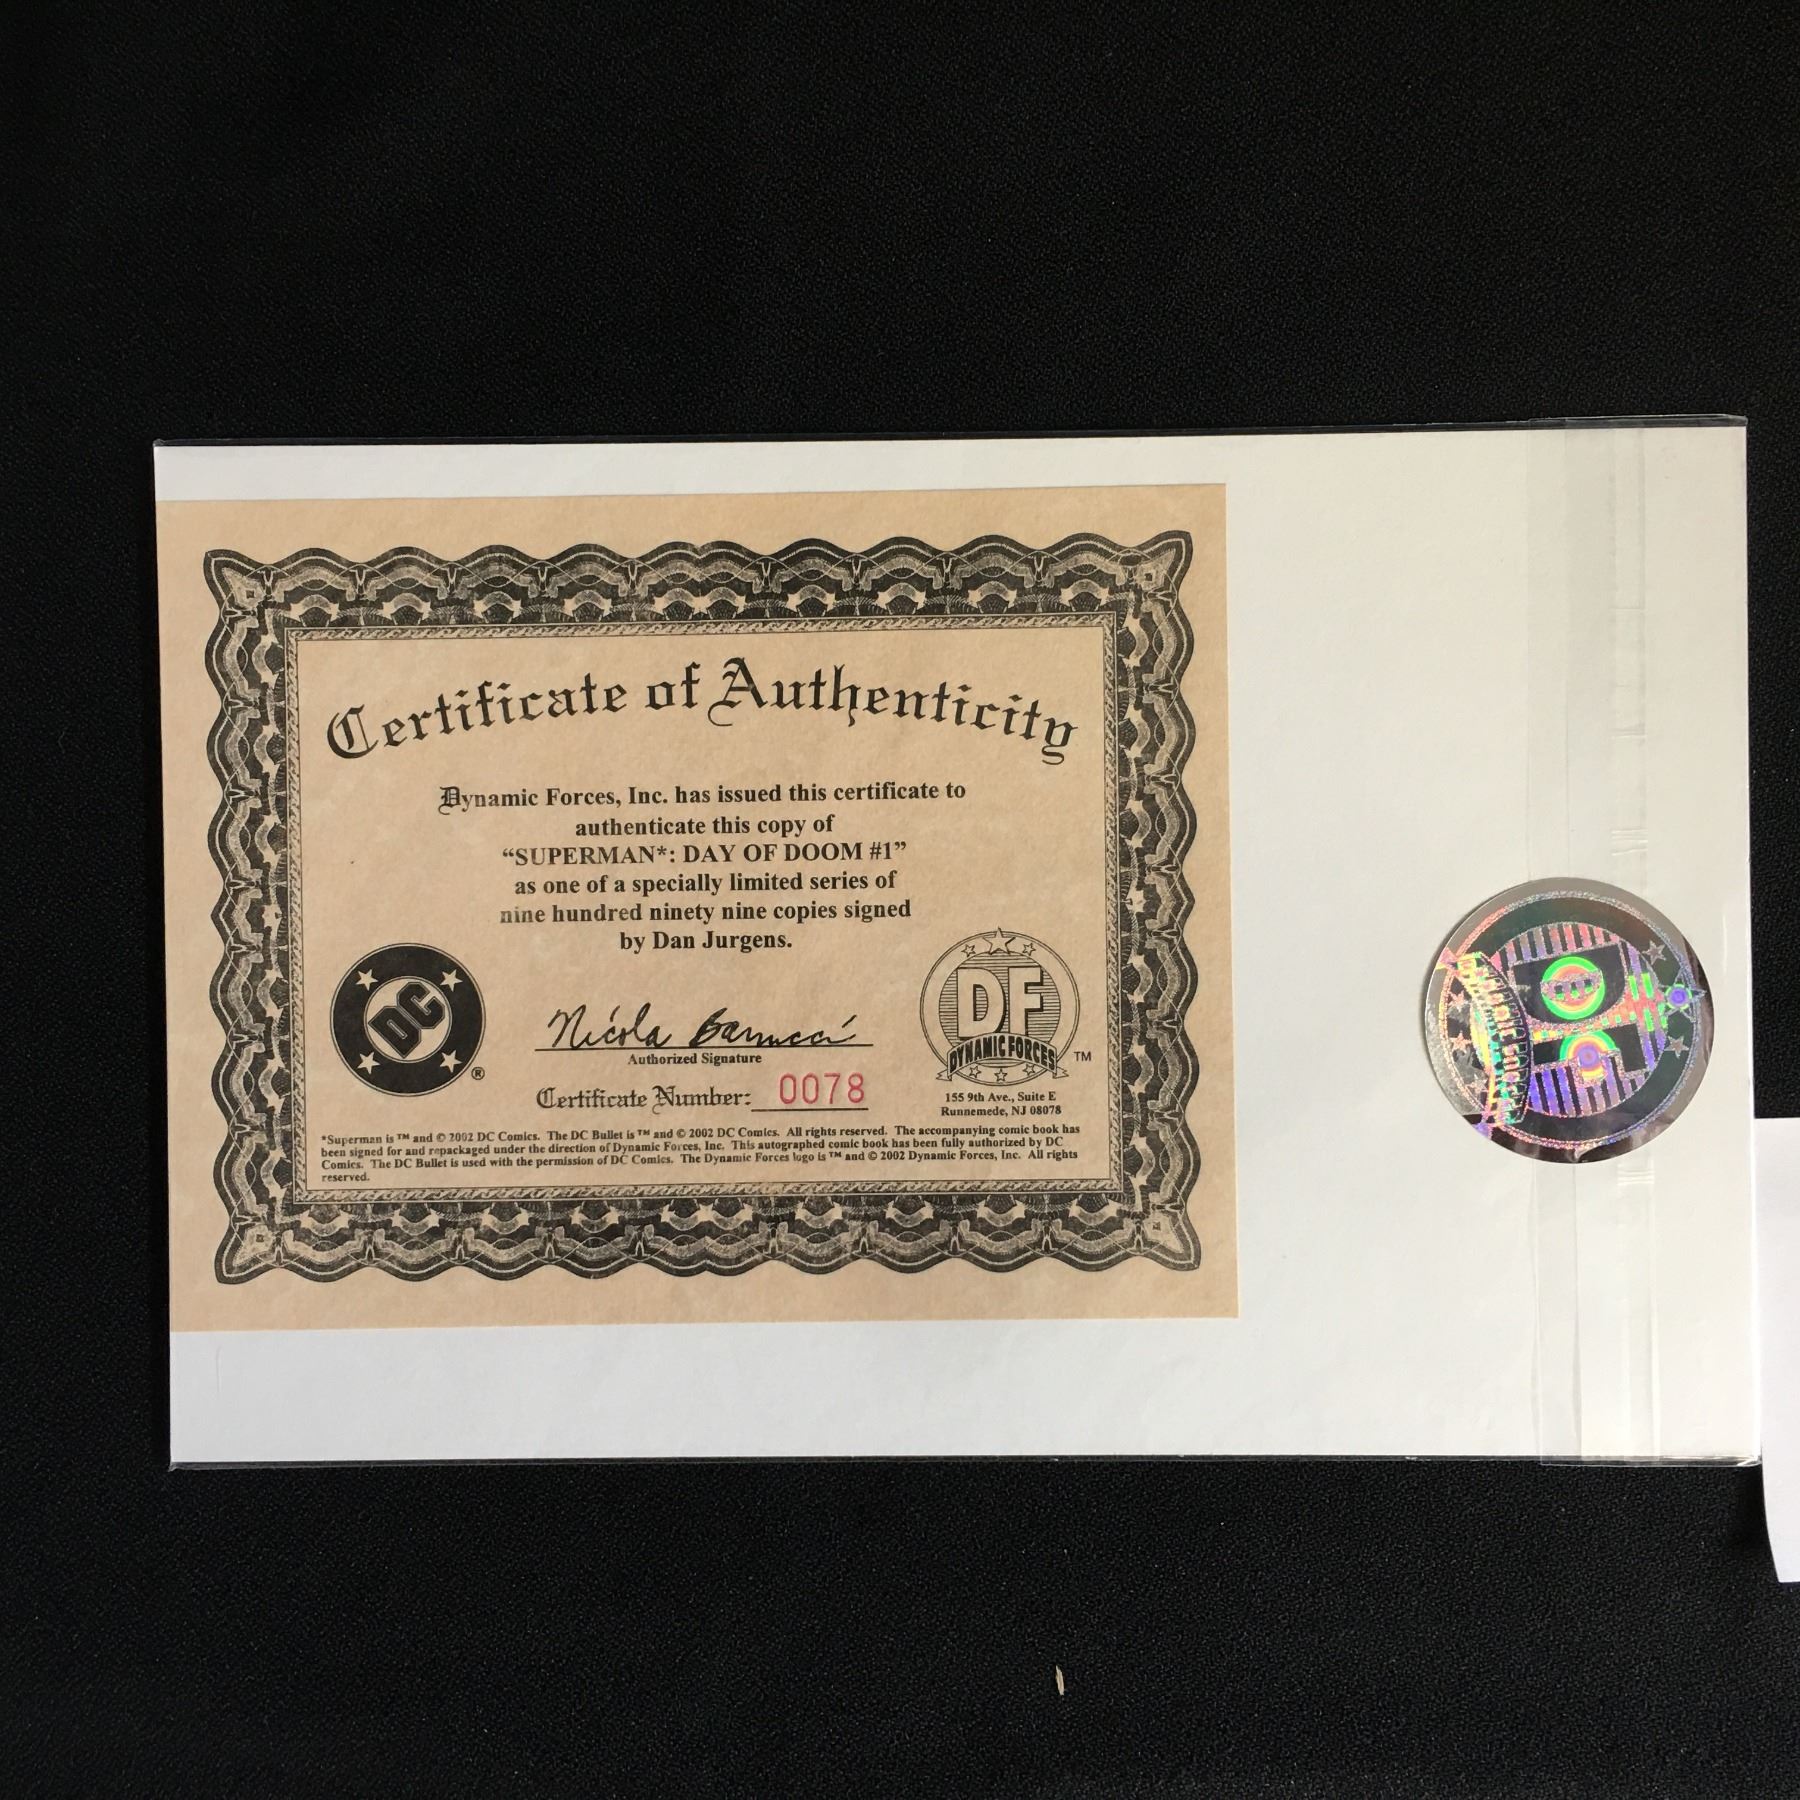 Certificate of Authenticity
Dynamic Forces, Inc. has issued this certificate to
authenticate this copy of
“SUPERMAN*: DAY OF DOOM #1”
as one of a specially limited series of
nine hundred ninety nine copies signed
by Dan Jurgens.
DC
®
Nicola Barrucci
Authorized Signature
Certificate Number: 0078
DF
DYNAMIC FORCES
TM
155 9th Ave., Suite E
Runnemede, NJ 08078
*Superman is ™ and © 2002 DC Comics. The DC Bullet is ™ and © 2002 DC Comics. All rights reserved. The accompanying comic book has
been signed for and repackaged under the direction of Dynamic Forces, Inc. This autographed comic book has been fully authorized by DC
Comics. The DC Bullet is used with the permission of DC Comics. The Dynamic Forces logo is ™ and © 2002 Dynamic Forces, Inc. All rights
reserved.
DF
DYNAMIC FORCES